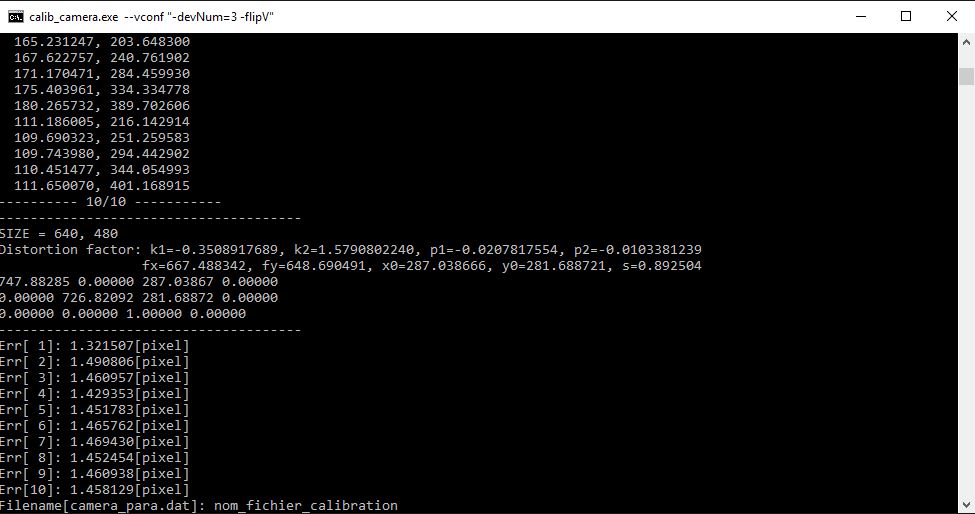 calib_camera.exe --vconf "-devNum=3 -flipV"
165.231247, 203.648300
167.622757, 240.761902
171.170471, 284.459930
175.403961, 334.334778
180.265732, 389.702606
111.186005, 216.142914
109.690323, 251.259583
109.743980, 294.442902
110.451477, 344.054993
111.650070, 401.168915
---------- 10/10 -----------
--------------------------------------
SIZE = 640, 480
Distortion factor: k1=-0.3508917689, k2=1.5790802240, p1=-0.0207817554, p2=-0.0103381239
fx=667.488342, fy=648.690491, x0=287.038666, y0=281.688721, s=0.892504
747.88285 0.00000 287.03867 0.00000
0.00000 726.82092 281.68872 0.00000
0.00000 0.00000 1.00000 0.00000
--------------------------------------
Err[ 1]: 1.321507[pixel]
Err[ 2]: 1.490806[pixel]
Err[ 3]: 1.460957[pixel]
Err[ 4]: 1.429353[pixel]
Err[ 5]: 1.451783[pixel]
Err[ 6]: 1.465762[pixel]
Err[ 7]: 1.469430[pixel]
Err[ 8]: 1.452454[pixel]
Err[ 9]: 1.460938[pixel]
Err[10]: 1.458129[pixel]
Filename[camera_para.dat]: nom_fichier_calibration